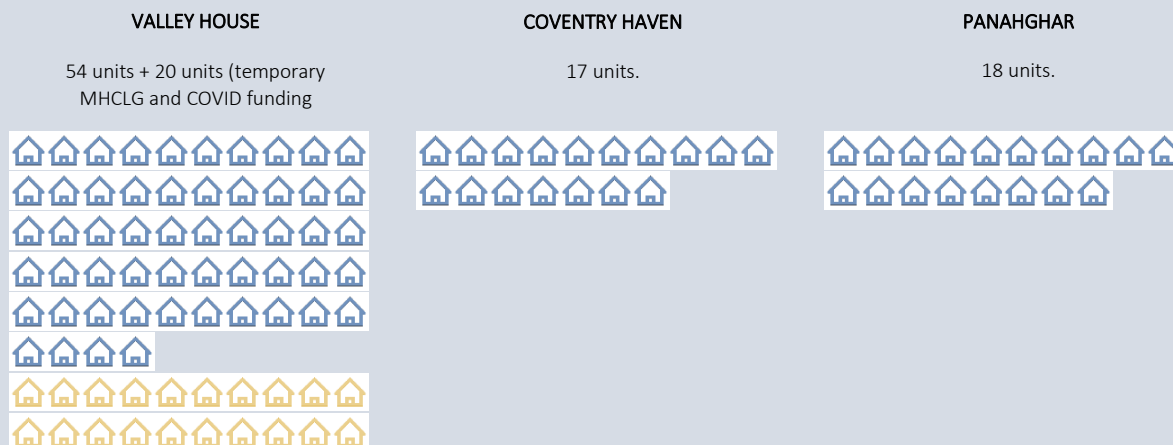 VALLEY HOUSE
54 units + 20 units (temporary
MHCLG and COVID funding
COVENTRY HAVEN
17 units.
PANAHGHAR
18 units.